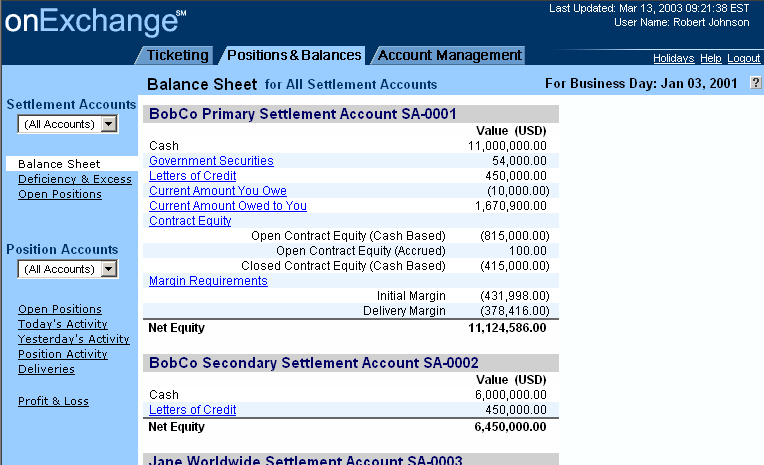 onExchange℠
Last Updated: Mar 13, 2003 09:21:38 EST
User Name: Robert Johnson
Ticketing Positions & Balances Account Management
Holidays Help Logout
Balance Sheet for All Settlement Accounts
For Business Day: Jan 03, 2001 ?
Settlement Accounts
(All Accounts)
Balance Sheet
Deficiency & Excess
Open Positions
Position Accounts
(All Accounts)
Open Positions
Today's Activity
Yesterday's Activity
Position Activity
Deliveries
Profit & Loss
BobCo Primary Settlement Account SA-0001
Value (USD)
Cash 11,000,000.00
Government Securities 54,000.00
Letters of Credit 450,000.00
Current Amount You Owe (10,000.00)
Current Amount Owed to You 1,670,900.00
Contract Equity
Open Contract Equity (Cash Based) (815,000.00)
Open Contract Equity (Accrued) 100.00
Closed Contract Equity (Cash Based) (415,000.00)
Margin Requirements
Initial Margin (431,998.00)
Delivery Margin (378,416.00)
Net Equity 11,124,586.00
BobCo Secondary Settlement Account SA-0002
Value (USD)
Cash 6,000,000.00
Letters of Credit 450,000.00
Net Equity 6,450,000.00
Jane Worldwide Settlement Account SA-0003